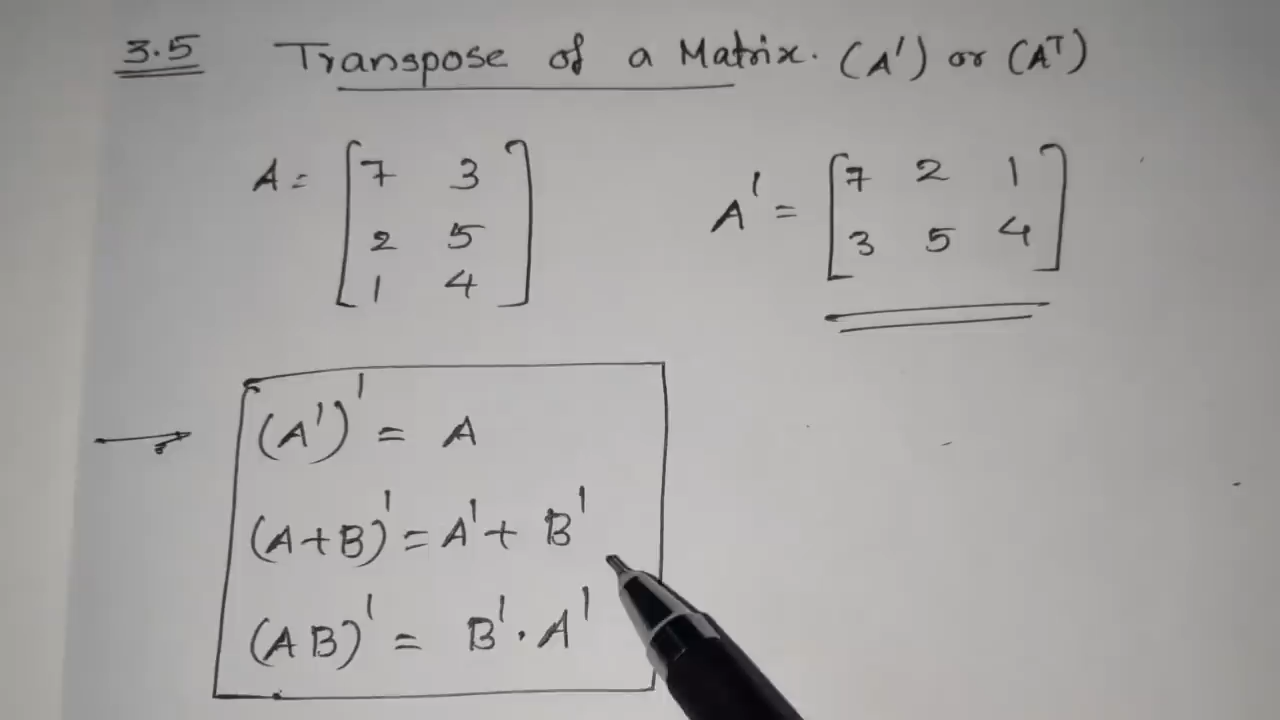 3.5 Transpose of a Matrix. (A') or (Aᵀ)
A = [7 3
2 5
1 4]
A' = [7 2 1
3 5 4]
(A')' = A
(A+B)' = A' + B'
(AB)' = B' . A'